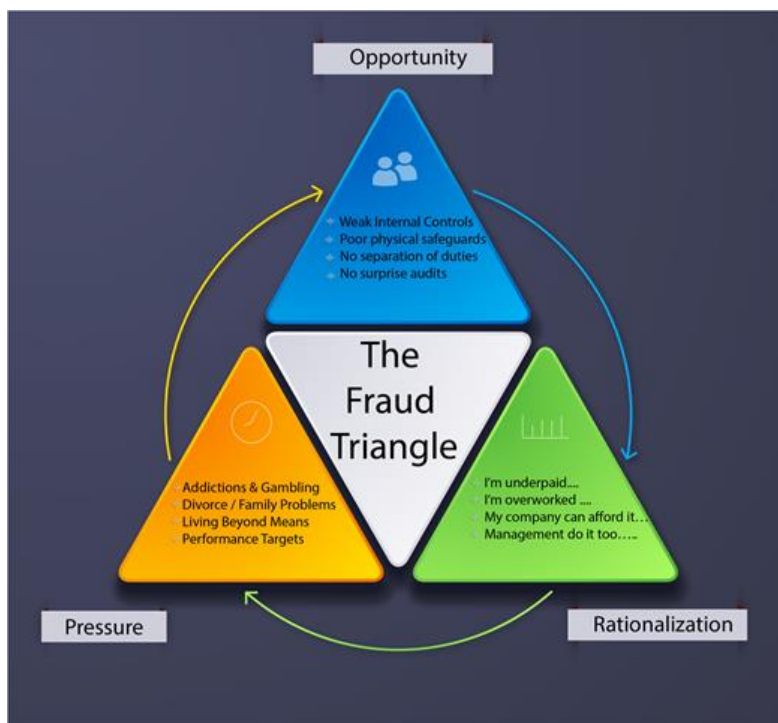 Opportunity
Weak Internal Controls
Poor physical safeguards
No separation of duties
No surprise audits
The
Fraud
Triangle
Addictions & Gambling
Divorce / Family Problems
Living Beyond Means
Performance Targets
I'm underpaid....
I'm overworked ....
My company can afford it…
Management do it too…..
Pressure
Rationalization